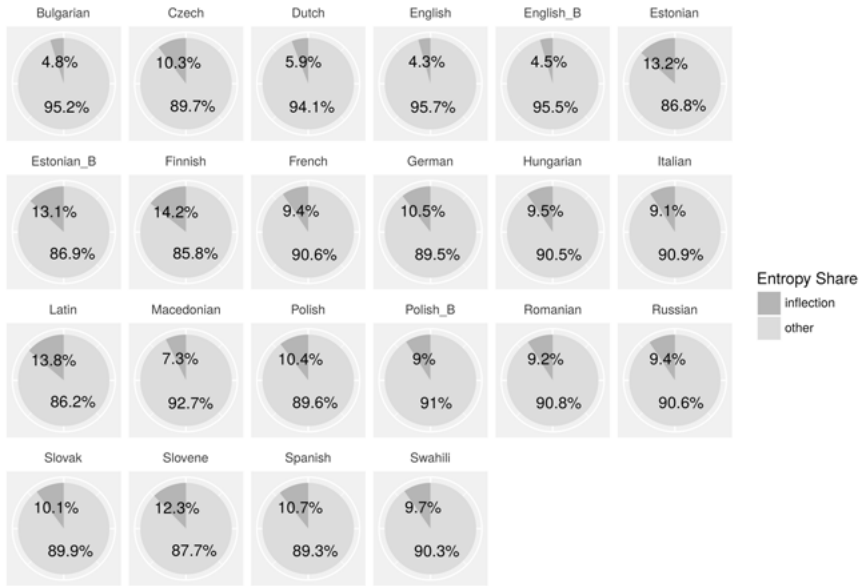 Bulgarian Czech Dutch English English_B Estonian
4.8% 10.3% 5.9% 4.3% 4.5% 13.2%
95.2% 89.7% 94.1% 95.7% 95.5% 86.8%
Estonian_B Finnish French German Hungarian Italian
13.1% 14.2% 9.4% 10.5% 9.5% 9.1%
86.9% 85.8% 90.6% 89.5% 90.5% 90.9%
Latin Macedonian Polish Polish_B Romanian Russian
13.8% 7.3% 10.4% 9% 9.2% 9.4%
86.2% 92.7% 89.6% 91% 90.8% 90.6%
Slovak Slovene Spanish Swahili
10.1% 12.3% 10.7% 9.7%
89.9% 87.7% 89.3% 90.3%
Entropy Share
inflection
other